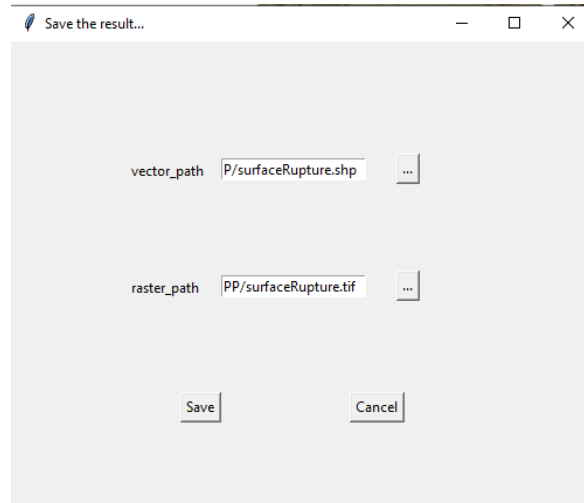 Save the result...
vector_path P/surfaceRupture.shp ...
raster_path PP/surfaceRupture.tif ...
Save Cancel